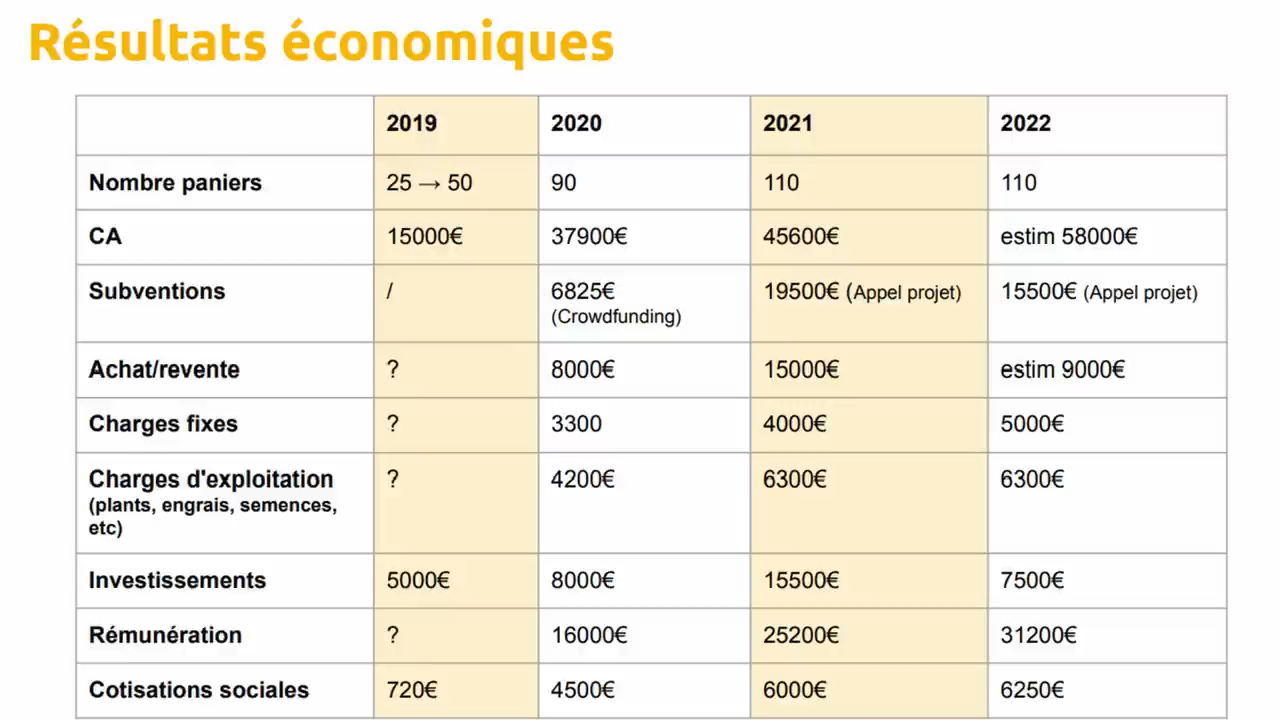 Résultats économiques
2019 2020 2021 2022
Nombre paniers 25 → 50 90 110 110
CA 15000€ 37900€ 45600€ estim 58000€
Subventions / 6825€ 19500€ (Appel projet) 15500€ (Appel projet)
(Crowdfunding)
Achat/revente ? 8000€ 15000€ estim 9000€
Charges fixes ? 3300 4000€ 5000€
Charges d'exploitation ? 4200€ 6300€ 6300€
(plants, engrais, semences,
etc)
Investissements 5000€ 8000€ 15500€ 7500€
Rémunération ? 16000€ 25200€ 31200€
Cotisations sociales 720€ 4500€ 6000€ 6250€